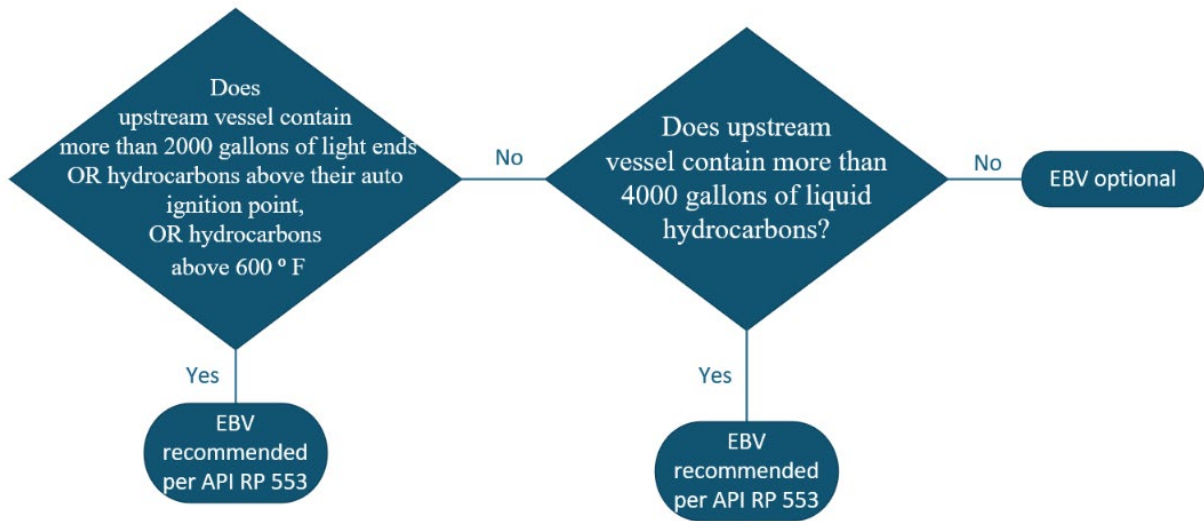 Does
upstream vessel contain
more than 2000 gallons of light ends
OR hydrocarbons above their auto
ignition point,
OR hydrocarbons
above 600 º F
No
Does upstream
vessel contain more than
4000 gallons of liquid
hydrocarbons?
No
EBV optional
Yes
EBV
recommended
per API RP 553
Yes
EBV
recommended
per API RP 553